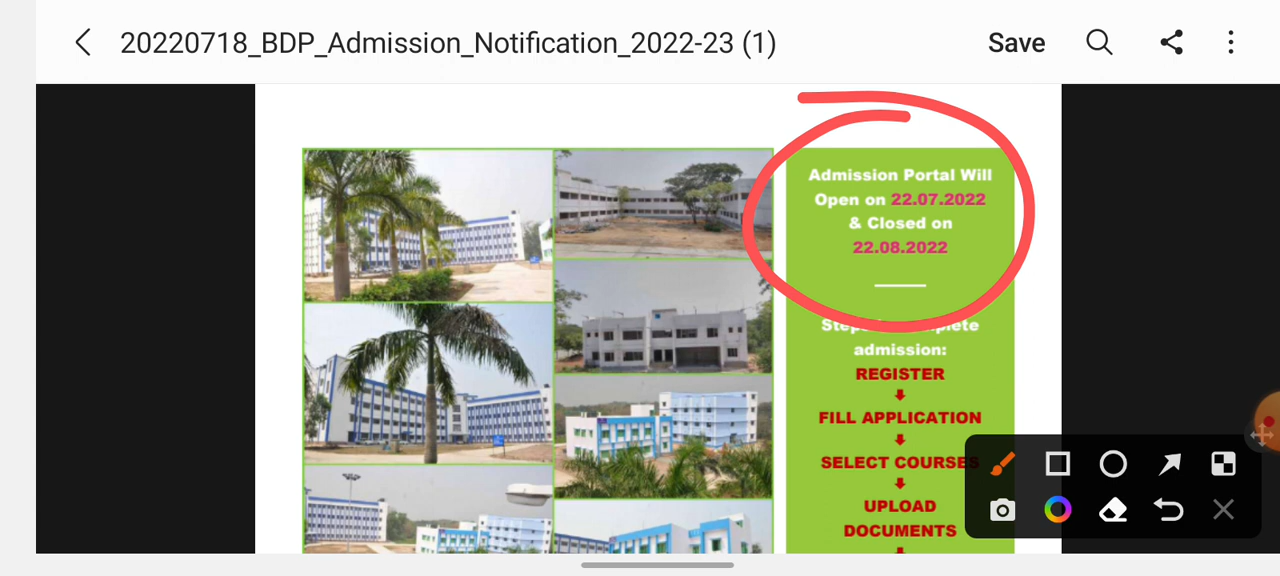 20220718_BDP_Admission_Notification_2022-23 (1)
Save
Admission Portal Will
Open on 22.07.2022
& Closed on
22.08.2022
admission:
REGISTER
FILL APPLICATION
SELECT COURSES
UPLOAD
DOCUMENTS